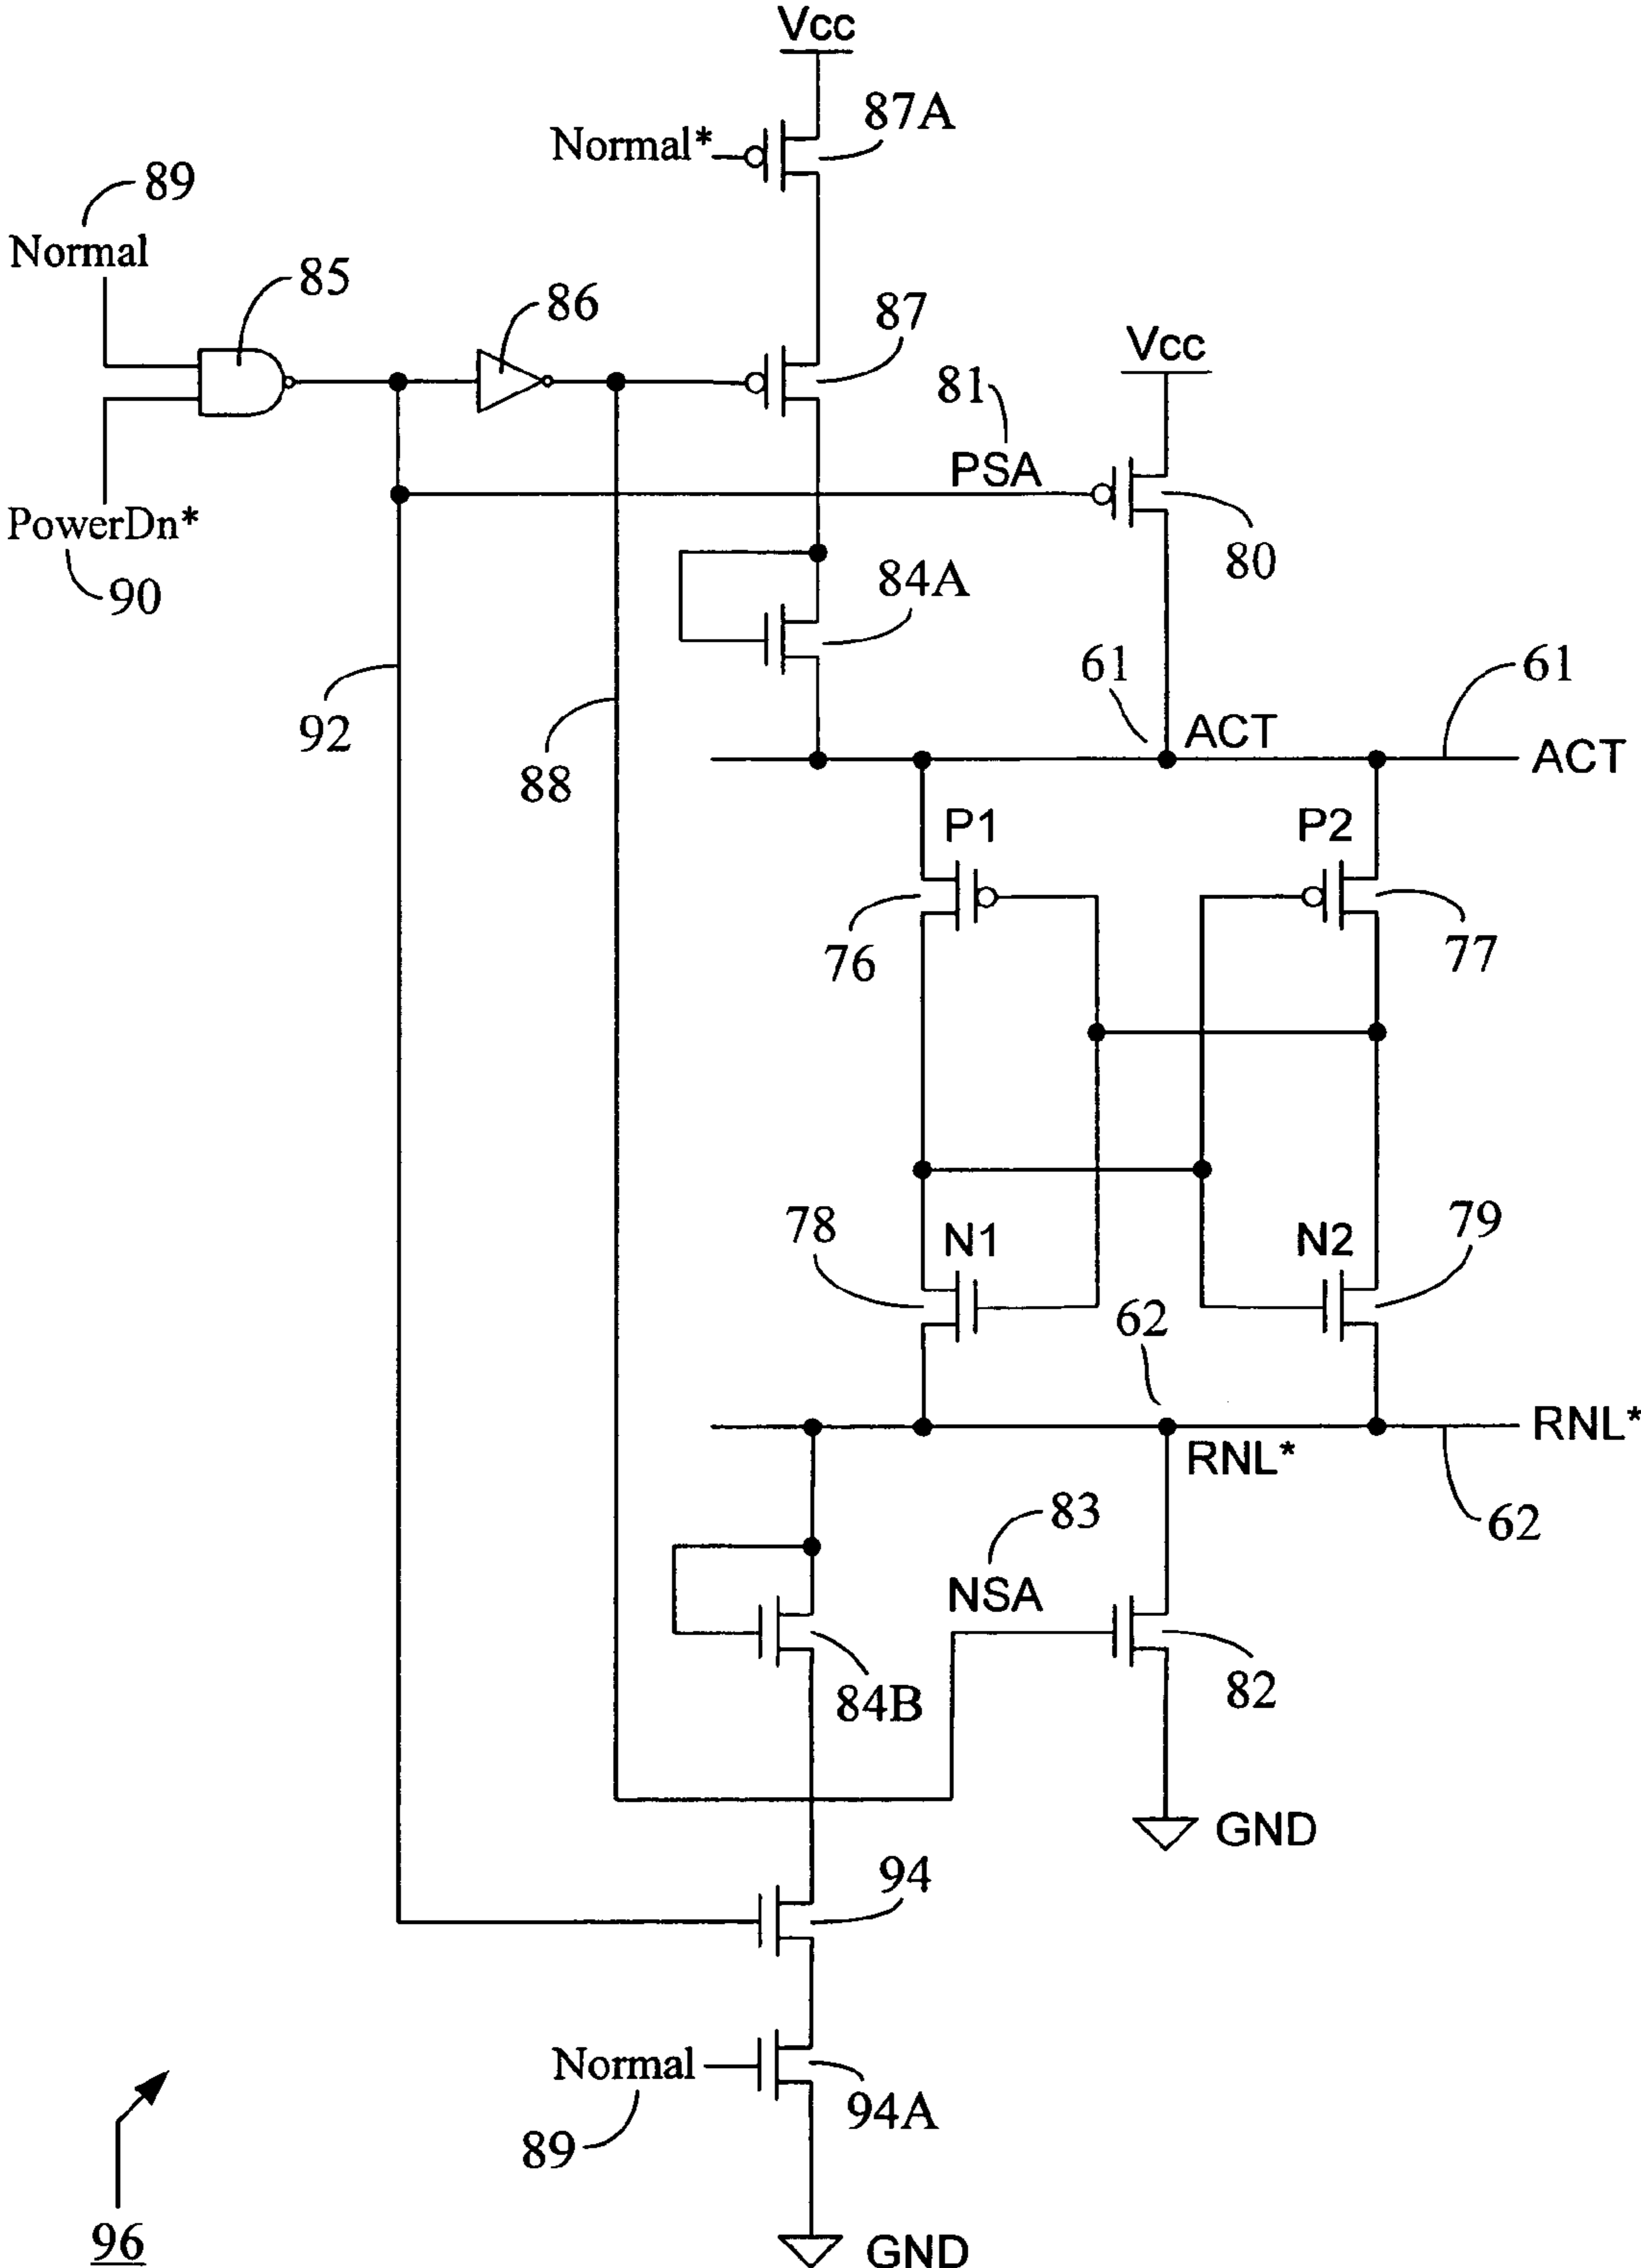 Vcc
87A
Normal*
89
Normal
85
86
87
Vcc
81
PSA
PowerDn*
90
80
84A
61
61
92
88
ACT
ACT
P1
P2
76
77
78
N1
N2
79
62
RNL*
RNL*
83
62
NSA
84B
82
GND
94
Normal
94A
89
96
GND